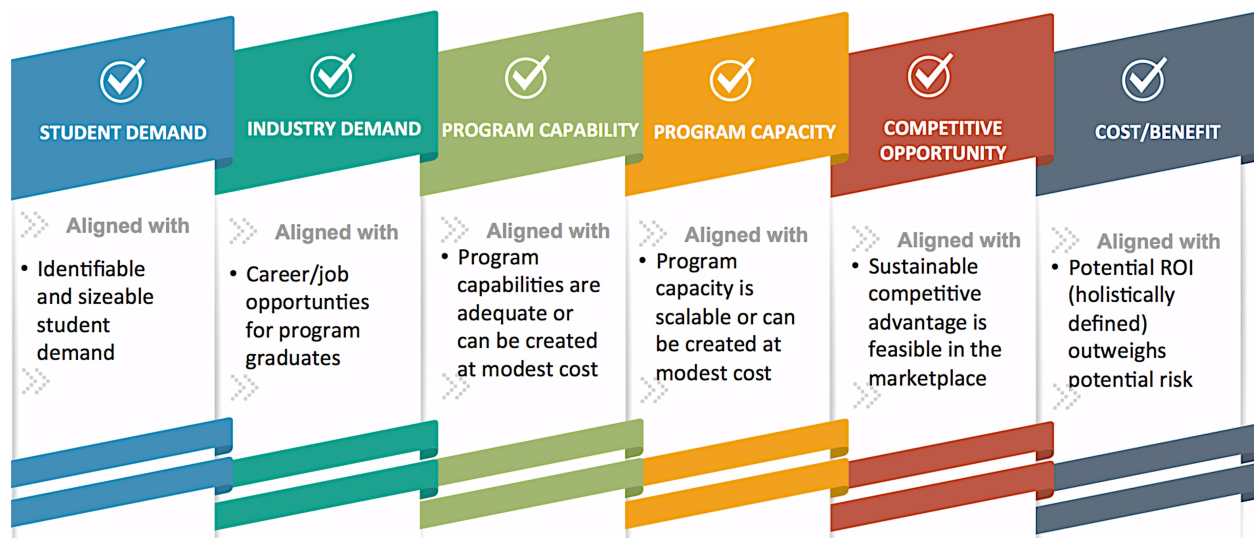 STUDENT DEMAND
Aligned with
• Identifiable
and sizeable
student
demand
INDUSTRY DEMAND
Aligned with
• Career/job
opportunties
for program
graduates
PROGRAM CAPABILITY
Aligned with
• Program
capabilities are
adequate or
can be created
at modest cost
PROGRAM CAPACITY
Aligned with
• Program
capacity is
scalable or can
be created at
modest cost
COMPETITIVE
OPPORTUNITY
Aligned with
• Sustainable
competitive
advantage is
feasible in the
marketplace
COST/BENEFIT
Aligned with
• Potential ROI
(holistically
defined)
outweighs
potential risk